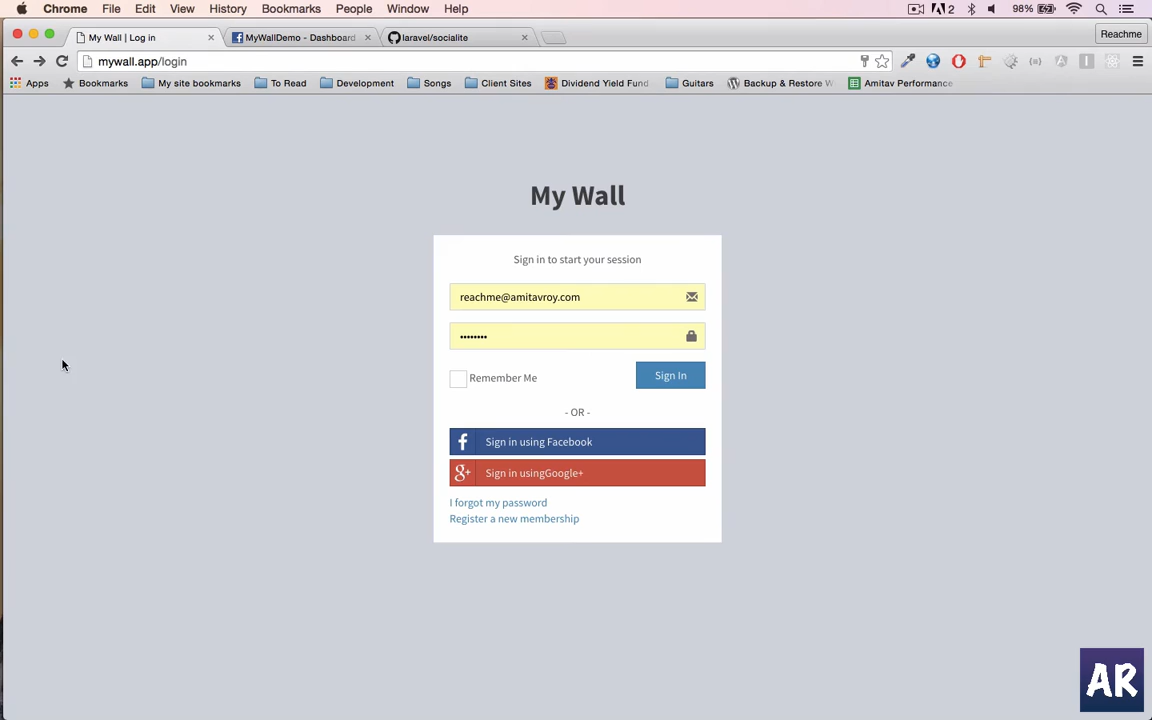 Chrome File Edit View History Bookmarks People Window Help 2 98%
My Wall | Log in MyWallDemo - Dashboard laravel/socialite Reachme
mywall.app/login
Apps Bookmarks My site bookmarks To Read Development Songs Client Sites Dividend Yield Fund Guitars Backup & Restore W Amitav Performance
My Wall
Sign in to start your session
reachme@amitavroy.com
••••••••
Remember Me Sign In
- OR -
f Sign in using Facebook
g+ Sign in usingGoogle+
I forgot my password
Register a new membership
AR